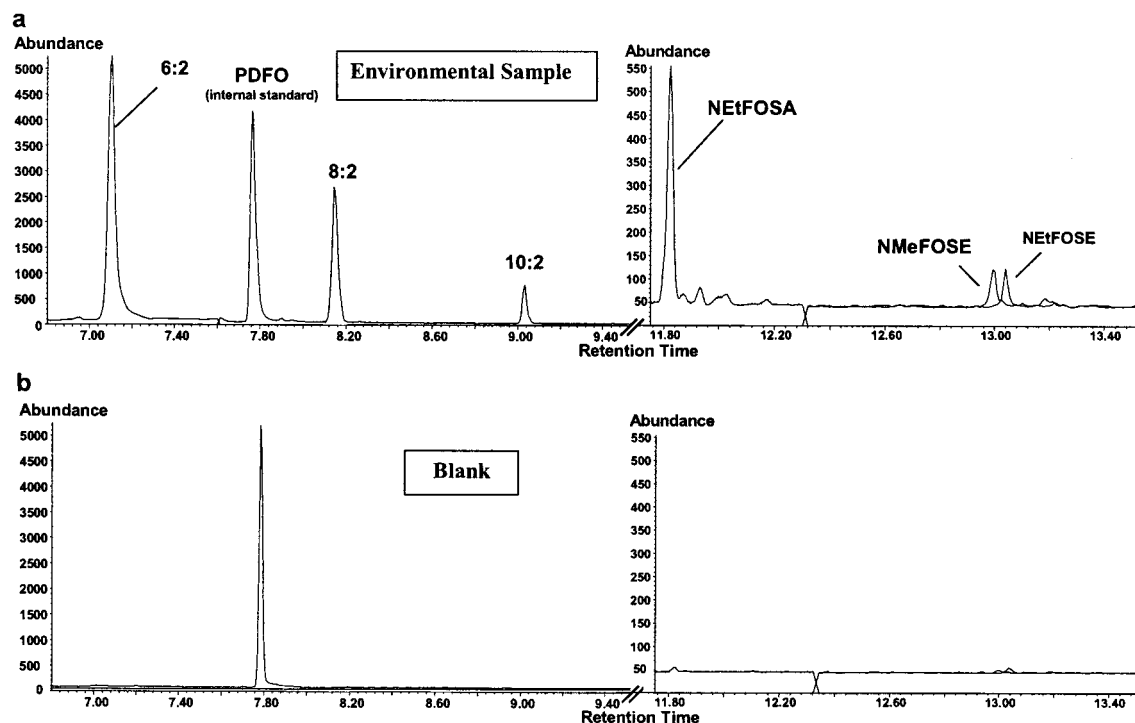 a
Abundance
5000
4500
4000
3500
3000
2500
2000
1500
1000
500
0
6:2
PDFO
(internal standard)
8:2
10:2
Environmental Sample
7.00 7.40 7.80 8.20 8.60 9.00 9.40
Abundance
550
500
450
400
350
300
250
200
150
100
50
0
NEtFOSA
NMeFOSE
NEtFOSE
11.80 12.20 12.60 13.00 13.40
Retention Time
b
Abundance
5000
4500
4000
3500
3000
2500
2000
1500
1000
500
0
Blank
7.00 7.40 7.80 8.20 8.60 9.00 9.40
Abundance
550
500
450
400
350
300
250
200
150
100
50
0
11.80 12.20 12.60 13.00 13.40
Retention Time